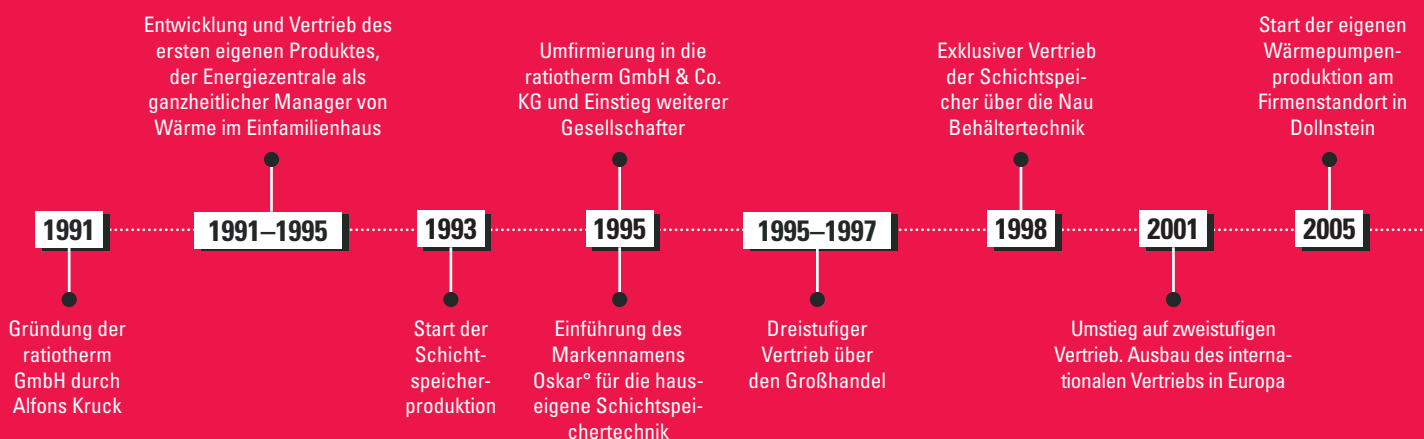 Entwicklung und Vertrieb des
ersten eigenen Produktes,
der Energiezentrale als
ganzheitlicher Manager von
Wärme im Einfamilienhaus
Umfirmierung in die
ratiotherm GmbH & Co.
KG und Einstieg weiterer
Gesellschafter
Exklusiver Vertrieb
der Schichtspei-
cher über die Nau
Behältertechnik
Start der eigenen
Wärmepumpen-
produktion am
Firmenstandort in
Dollnstein
1991
1991–1995
1993
1995
1995–1997
1998
2001
2005
Gründung der
ratiotherm
GmbH durch
Alfons Kruck
Start der
Schicht-
speicher-
produktion
Einführung des
Markennamens
Oskar° für die haus-
eigene Schichtspei-
chertechnik
Dreistufiger
Vertrieb über
den Großhandel
Umstieg auf zweistufigen
Vertrieb. Ausbau des interna-
tionalen Vertriebs in Europa